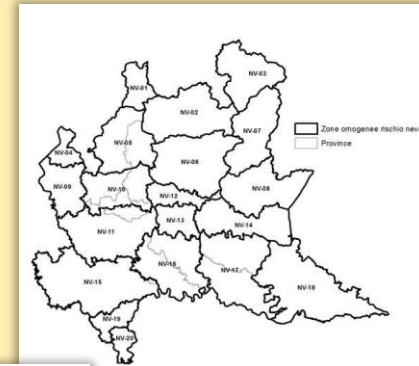 NV-03
NV-01
NV-02
NV-07
Zone omogenee rischio neve
Province
NV-05
NV-06
NV-04
NV-08
NV-09
NV-10
NV-12
NV-13
NV-14
NV-11
NV-16
NV-17
NV-15
NV-18
NV-19
NV-20